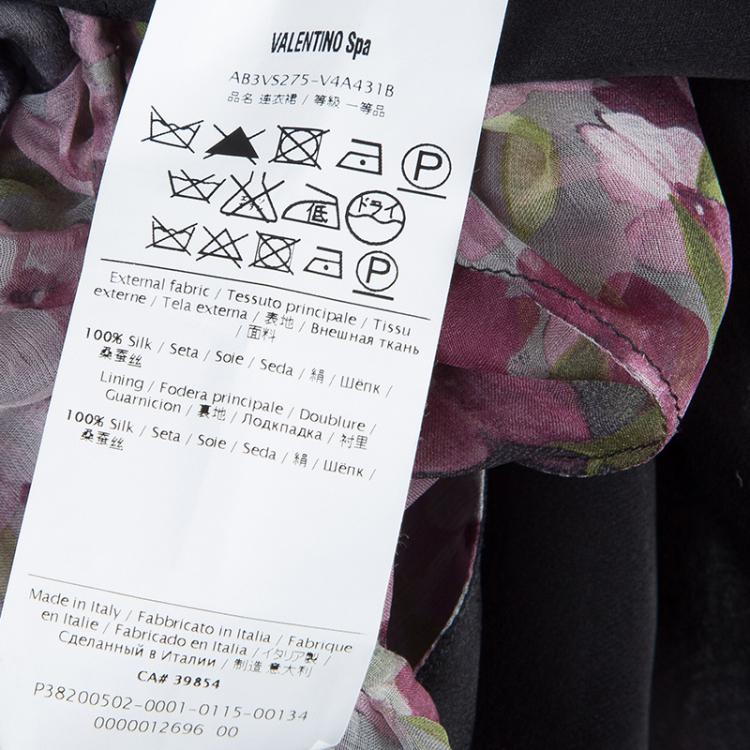 VALENTINO Spa
AB3VS275-V4A431B
品名 連衣裙 / 等級 一等品
P
低 ドライ
P
External fabric / Tessuto principale / Tissu
externe / Tela externa / 表地 / Внешная ткань
/ 面料
100% Silk / Seta / Soie / Seda / 絹 / Шёлк /
桑蚕丝
Lining / Fodera principale / Doublure /
Guarnicion / 裏地 / Лодкпадка / 衬里
100% Silk / Seta / Soie / Seda / 絹 / Шёлк /
桑蚕丝
Made in Italy / Fabbricato in Italia / Fabrique
en Italie / Fabricado en Italia / イタリア製 /
Сделанный в Италии / 制造 意大利
CA# 39854
P38200502-0001-0115-00134
0000012696 00